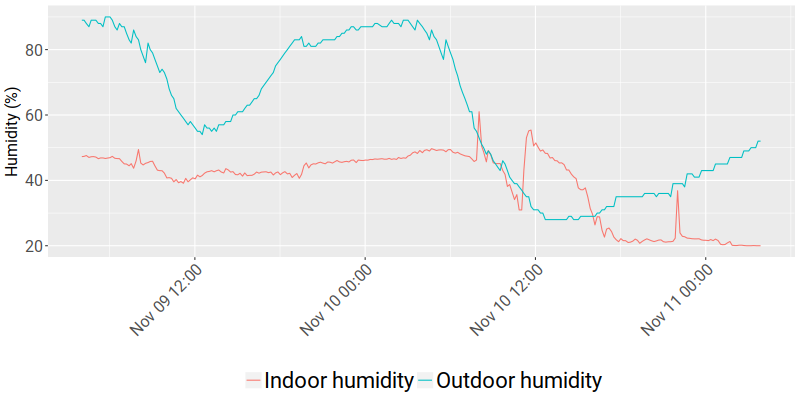 Humidity (%)
80
60
40
20
Nov 09 12:00
Nov 10 00:00
Nov 10 12:00
Nov 11 00:00
Indoor humidity
Outdoor humidity